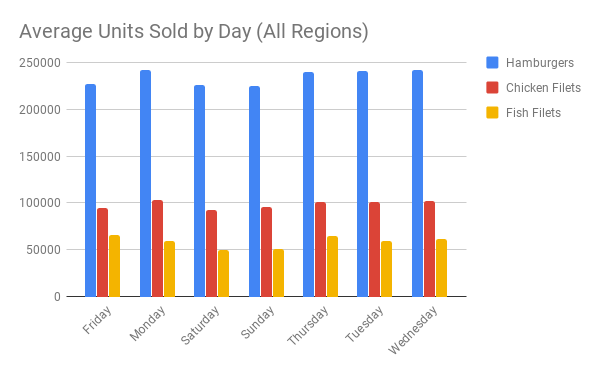 Average Units Sold by Day (All Regions)
250000
200000
150000
100000
50000
0
Friday
Monday
Saturday
Sunday
Thursday
Tuesday
Wednesday
Hamburgers
Chicken Filets
Fish Filets